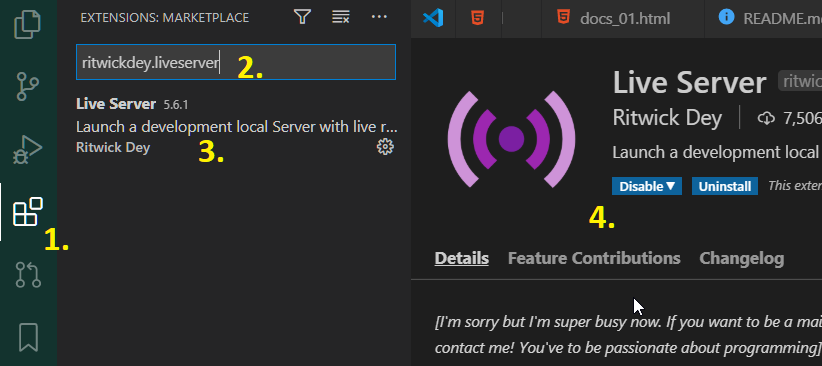 EXTENSIONS: MARKETPLACE
ritwickdey.liveserver
2.
Live Server 5.6.1
Launch a development local Server with live r...
Ritwick Dey
3.
1.
docs_01.html
README.m
Live Server
ritwic
Ritwick Dey
7,506
Launch a development local
Disable
Uninstall
This exten
4.
Details
Feature Contributions
Changelog
[I'm sorry but I'm super busy now. If you want to be a mai
contact me! You've to be passionate about programming]